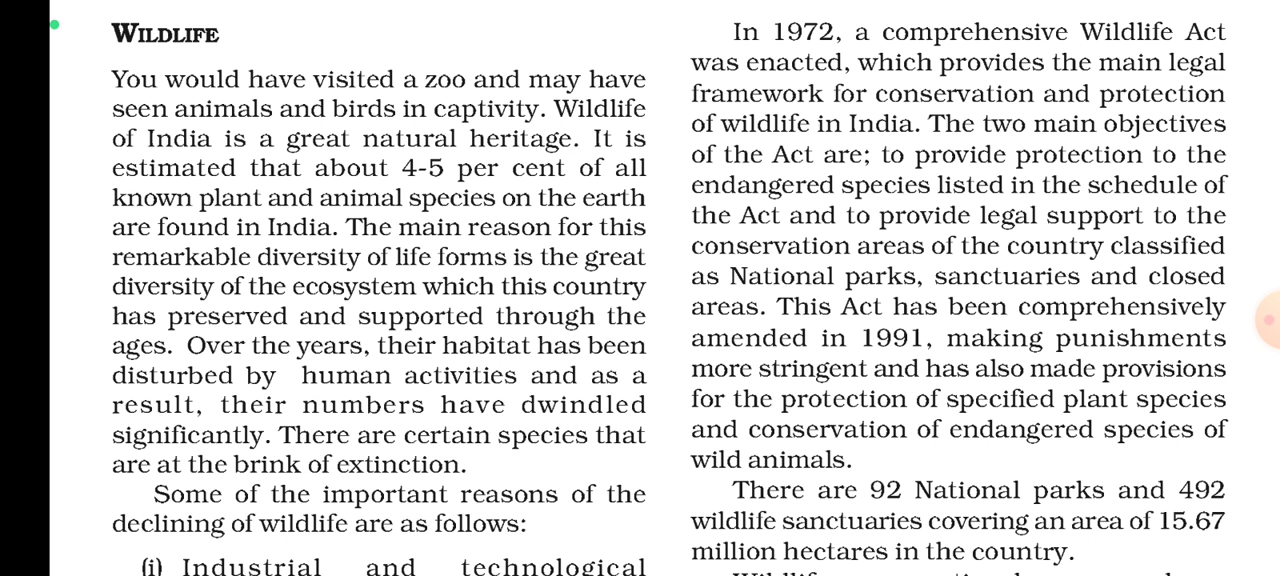 WILDLIFE
You would have visited a zoo and may have
seen animals and birds in captivity. Wildlife
of India is a great natural heritage. It is
estimated that about 4-5 per cent of all
known plant and animal species on the earth
are found in India. The main reason for this
remarkable diversity of life forms is the great
diversity of the ecosystem which this country
has preserved and supported through the
ages. Over the years, their habitat has been
disturbed by human activities and as a
result, their numbers have dwindled
significantly. There are certain species that
are at the brink of extinction.
Some of the important reasons of the
declining of wildlife are as follows:
(i) Industrial and technological
In 1972, a comprehensive Wildlife Act
was enacted, which provides the main legal
framework for conservation and protection
of wildlife in India. The two main objectives
of the Act are; to provide protection to the
endangered species listed in the schedule of
the Act and to provide legal support to the
conservation areas of the country classified
as National parks, sanctuaries and closed
areas. This Act has been comprehensively
amended in 1991, making punishments
more stringent and has also made provisions
for the protection of specified plant species
and conservation of endangered species of
wild animals.
There are 92 National parks and 492
wildlife sanctuaries covering an area of 15.67
million hectares in the country.